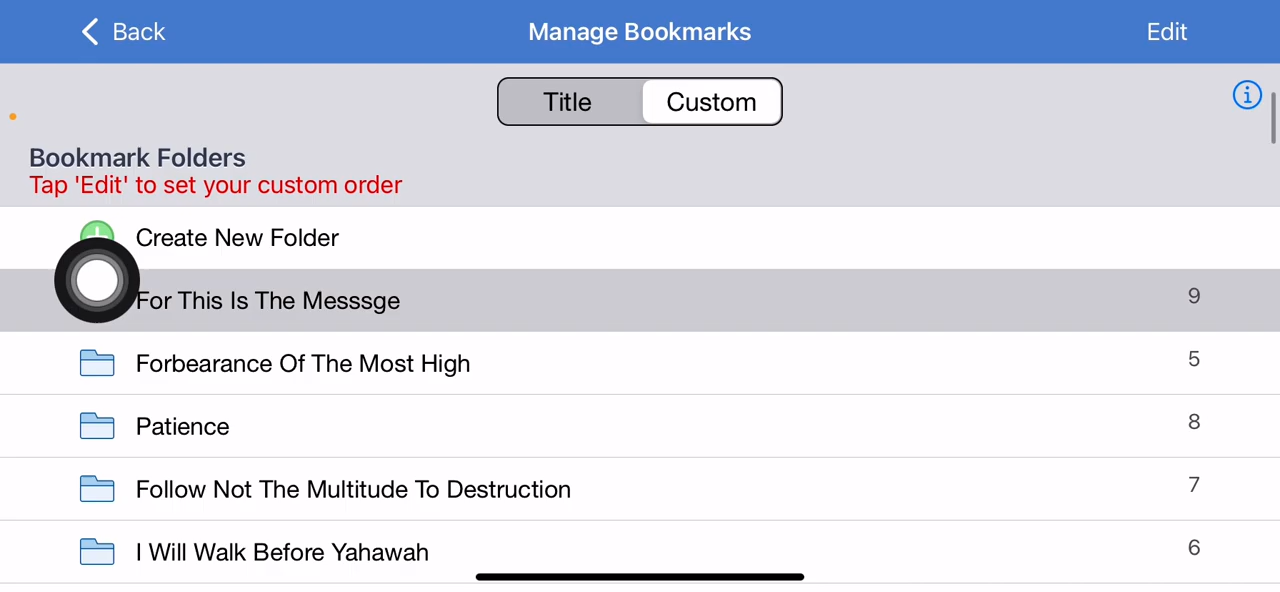 Back
Manage Bookmarks
Edit
Title
Custom
Bookmark Folders
Tap 'Edit' to set your custom order
Create New Folder
For This Is The Messsge 9
Forbearance Of The Most High 5
Patience 8
Follow Not The Multitude To Destruction 7
I Will Walk Before Yahawah 6